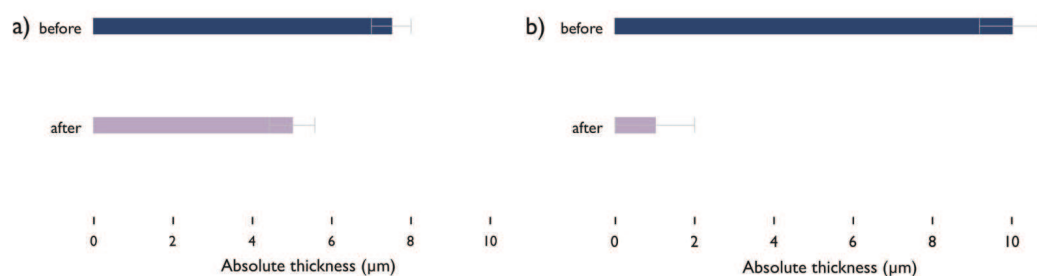 a) before
after
0 2 4 6 8 10
Absolute thickness (µm)
b) before
after
0 2 4 6 8 10
Absolute thickness (µm)